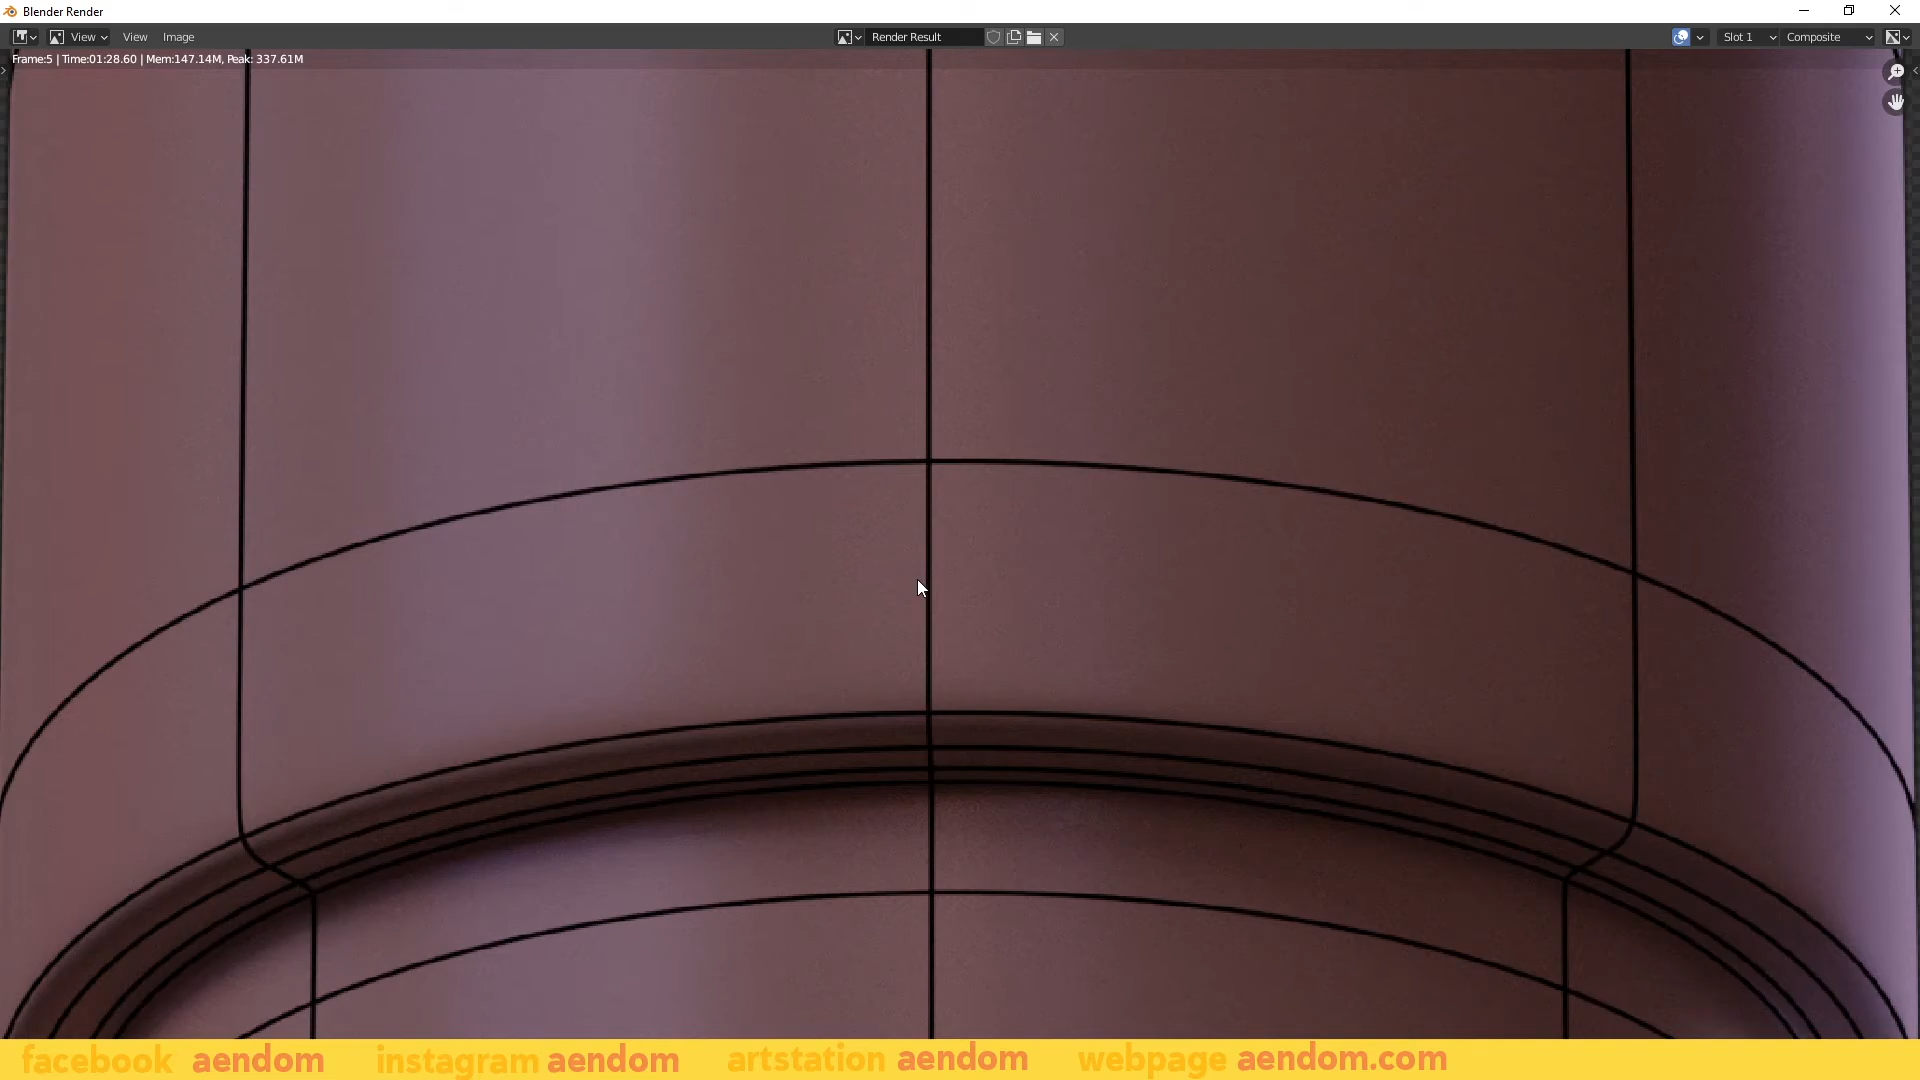 Blender Render
View View Image Render Result Slot 1 Composite
Frame:5 | Time:01:28.60 | Mem:147.14M, Peak: 337.61M
facebook aendom instagram aendom artstation aendom webpage aendom.com